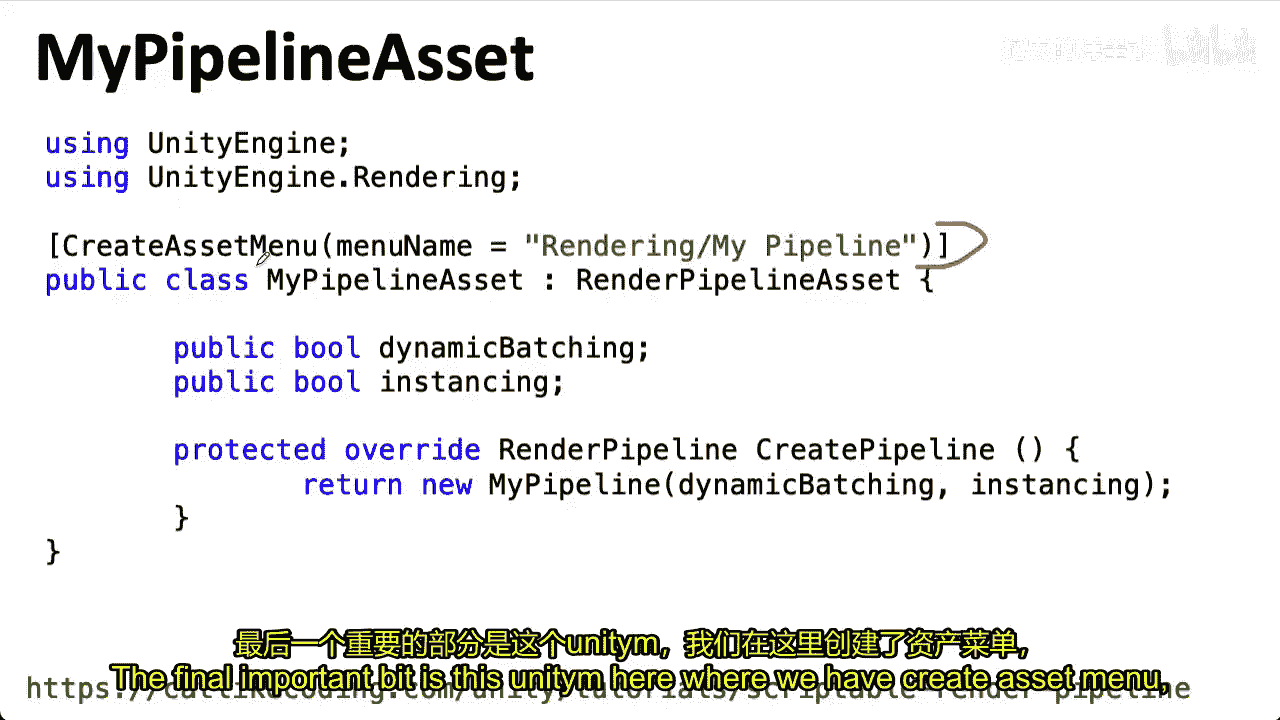 MyPipelineAsset
using UnityEngine;
using UnityEngine.Rendering;
[CreateAssetMenu(menuName = "Rendering/My Pipeline")]
public class MyPipelineAsset : RenderPipelineAsset {
public bool dynamicBatching;
public bool instancing;
protected override RenderPipeline CreatePipeline () {
return new MyPipeline(dynamicBatching, instancing);
}
}
最后一个重要的部分是这个unitym，我们在这里创建了资产菜单，
The final important bit is this unitym here where we have create asset menu,
https://catlikecoding.com/unity/tutorials/scriptable-render-pipeline